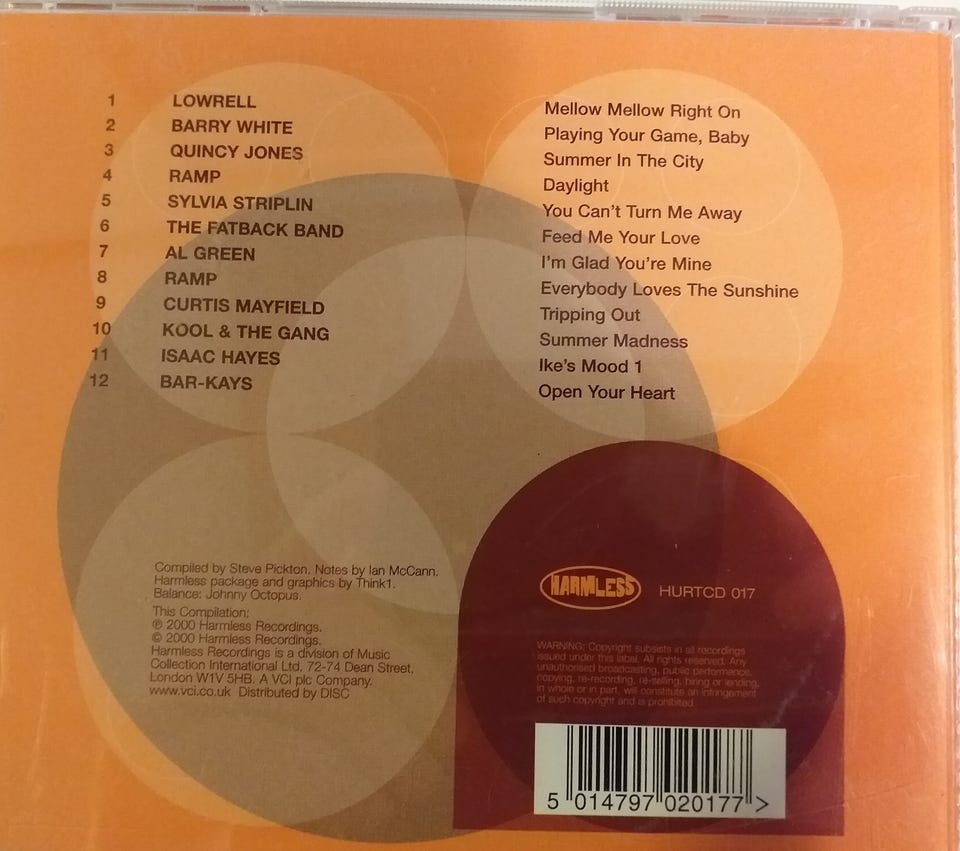 1 LOWRELL Mellow Mellow Right On
2 BARRY WHITE Playing Your Game, Baby
3 QUINCY JONES Summer In The City
4 RAMP Daylight
5 SYLVIA STRIPLIN You Can't Turn Me Away
6 THE FATBACK BAND Feed Me Your Love
7 AL GREEN I'm Glad You're Mine
8 RAMP Everybody Loves The Sunshine
9 CURTIS MAYFIELD Tripping Out
10 KOOL & THE GANG Summer Madness
11 ISAAC HAYES Ike's Mood 1
12 BAR-KAYS Open Your Heart
Compiled by Steve Pickton. Notes by Ian McCann.
Harmless package and graphics by Think1.
Balance: Johnny Octopus.
This Compilation:
℗ 2000 Harmless Recordings.
© 2000 Harmless Recordings.
Harmless Recordings is a division of Music
Collection International Ltd, 72-74 Dean Street,
London W1V 5HB. A VCI plc Company.
www.vci.co.uk Distributed by DISC
HARMLESS HURTCD 017
WARNING: Copyright subsists in all recordings
issued under this label. All rights reserved. Any
unauthorised broadcasting, public performance,
copying, re-recording, re-selling, hiring or lending,
in whole or in part, will constitute an infringement
of such copyright and is prohibited
5 014797 020177 >